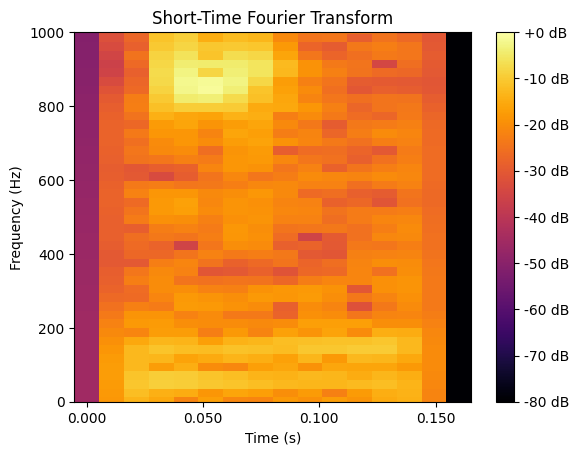 Short-Time Fourier Transform
1000
800
600
400
200
0
Frequency (Hz)
0.000
0.050
0.100
0.150
Time (s)
+0 dB
-10 dB
-20 dB
-30 dB
-40 dB
-50 dB
-60 dB
-70 dB
-80 dB